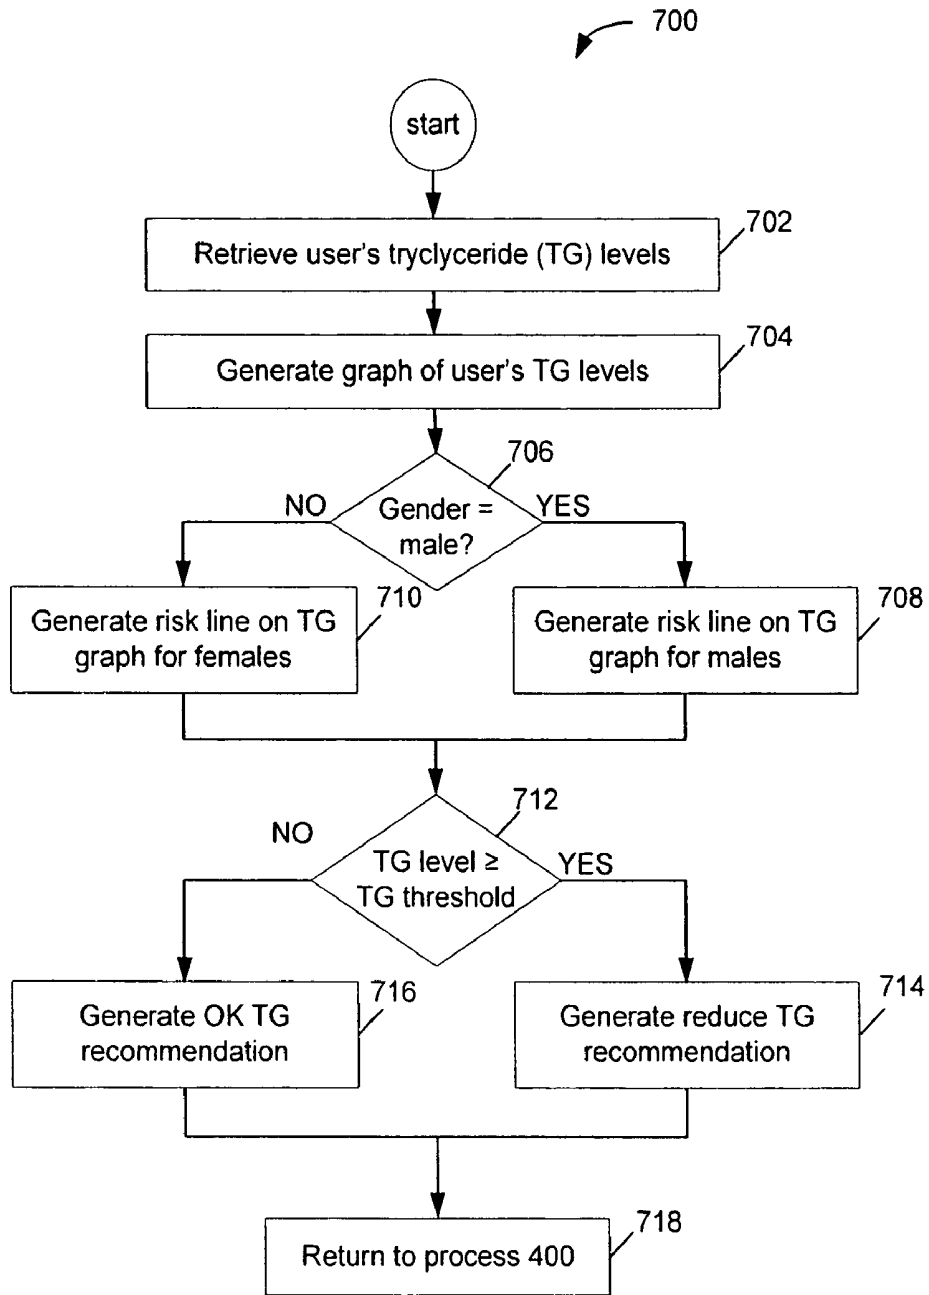 700
start
702
Retrieve user's tryclyceride (TG) levels
704
Generate graph of user's TG levels
706
NO
YES
Gender =
male?
710
Generate risk line on TG
graph for females
708
Generate risk line on TG
graph for males
712
NO
YES
TG level ≥
TG threshold
716
Generate OK TG
recommendation
714
Generate reduce TG
recommendation
718
Return to process 400